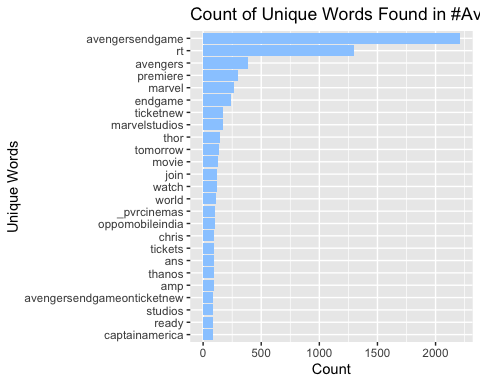 Count of Unique Words Found in #Av
avengersendgame
rt
avengers
premiere
marvel
endgame
ticketnew
marvelstudios
thor
tomorrow
movie
join
watch
world
_pvrcinemas
oppomobileindia
chris
tickets
ans
thanos
amp
avengersendgameonticketnew
studios
ready
captainamerica
Unique Words
0 500 1000 1500 2000
Count